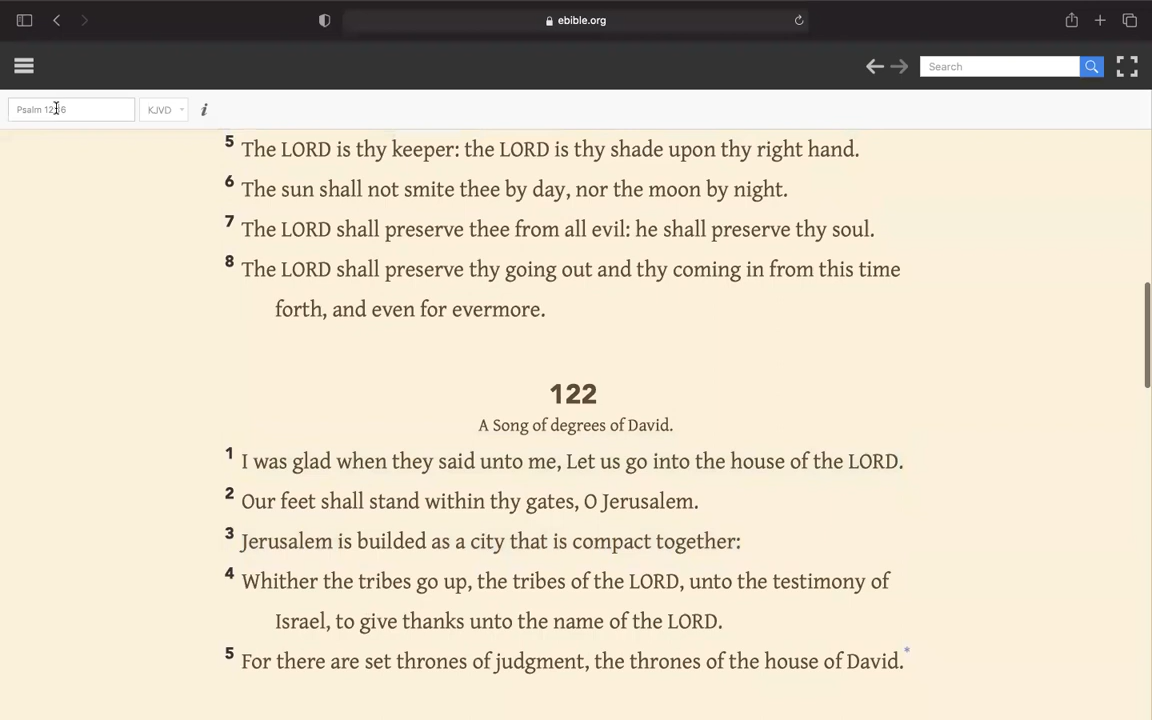 ebible.org
Search
KJVD
i
5 The LORD is thy keeper: the LORD is thy shade upon thy right hand.
6 The sun shall not smite thee by day, nor the moon by night.
7 The LORD shall preserve thee from all evil: he shall preserve thy soul.
8 The LORD shall preserve thy going out and thy coming in from this time
forth, and even for evermore.
122
A Song of degrees of David.
1 I was glad when they said unto me, Let us go into the house of the LORD.
2 Our feet shall stand within thy gates, O Jerusalem.
3 Jerusalem is builded as a city that is compact together:
4 Whither the tribes go up, the tribes of the LORD, unto the testimony of
Israel, to give thanks unto the name of the LORD.
5 For there are set thrones of judgment, the thrones of the house of David.*